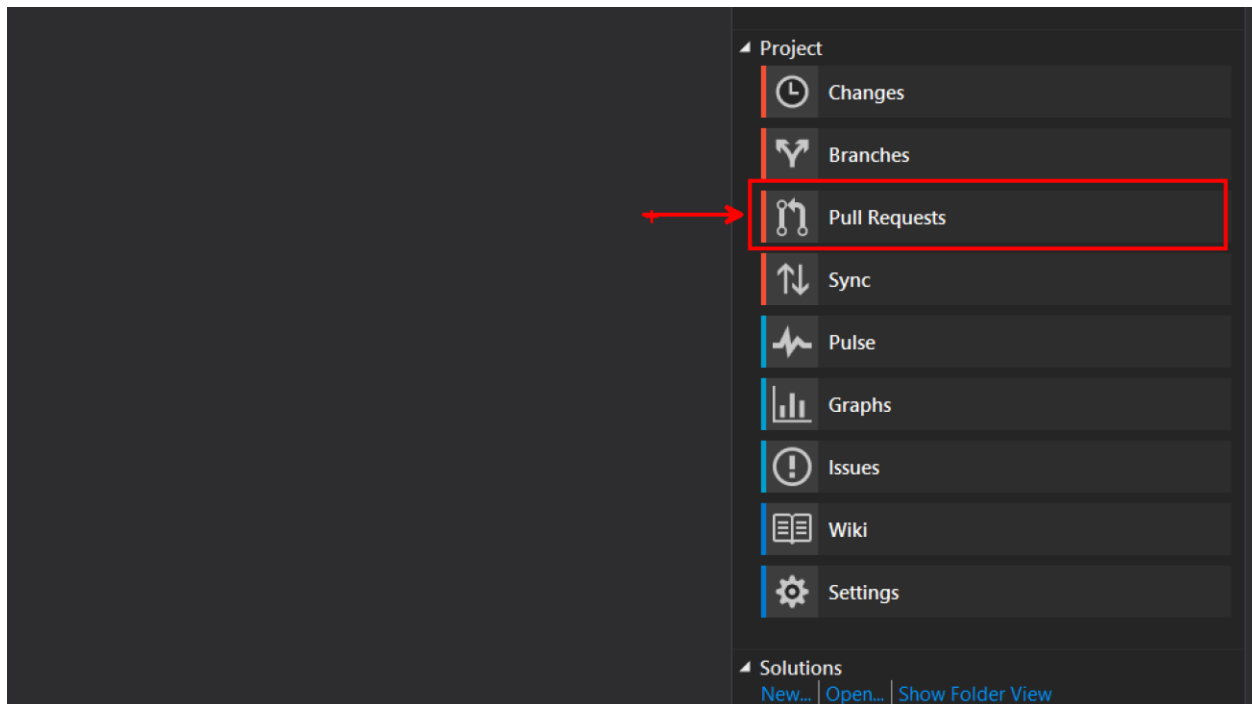 Project
Changes
Branches
Pull Requests
Sync
Pulse
Graphs
Issues
Wiki
Settings
Solutions
New... Open... Show Folder View